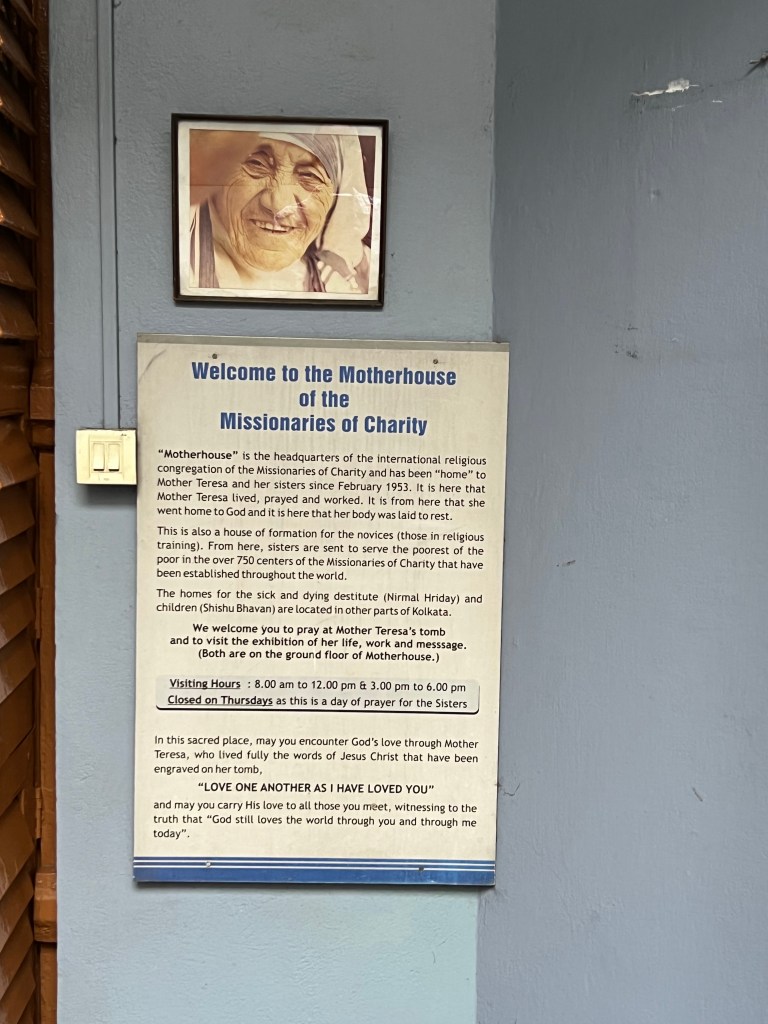 Welcome to the Motherhouse
of the
Missionaries of Charity
“Motherhouse” is the headquarters of the international religious
congregation of the Missionaries of Charity and has been “home” to
Mother Teresa and her sisters since February 1953. It is here that
Mother Teresa lived, prayed and worked. It is from here that she
went home to God and it is here that her body was laid to rest.
This is also a house of formation for the novices (those in religious
training). From here, sisters are sent to serve the poorest of the
poor in the over 750 centers of the Missionaries of Charity that have
been established throughout the world.
The homes for the sick and dying destitute (Nirmal Hriday) and
children (Shishu Bhavan) are located in other parts of Kolkata.
We welcome you to pray at Mother Teresa’s tomb
and to visit the exhibition of her life, work and messsage.
(Both are on the ground floor of Motherhouse.)
Visiting Hours : 8.00 am to 12.00 pm & 3.00 pm to 6.00 pm
Closed on Thursdays as this is a day of prayer for the Sisters
In this sacred place, may you encounter God’s love through Mother
Teresa, who lived fully the words of Jesus Christ that have been
engraved on her tomb,
“LOVE ONE ANOTHER AS I HAVE LOVED YOU”
and may you carry His love to all those you meet, witnessing to the
truth that “God still loves the world through you and through me
today”.